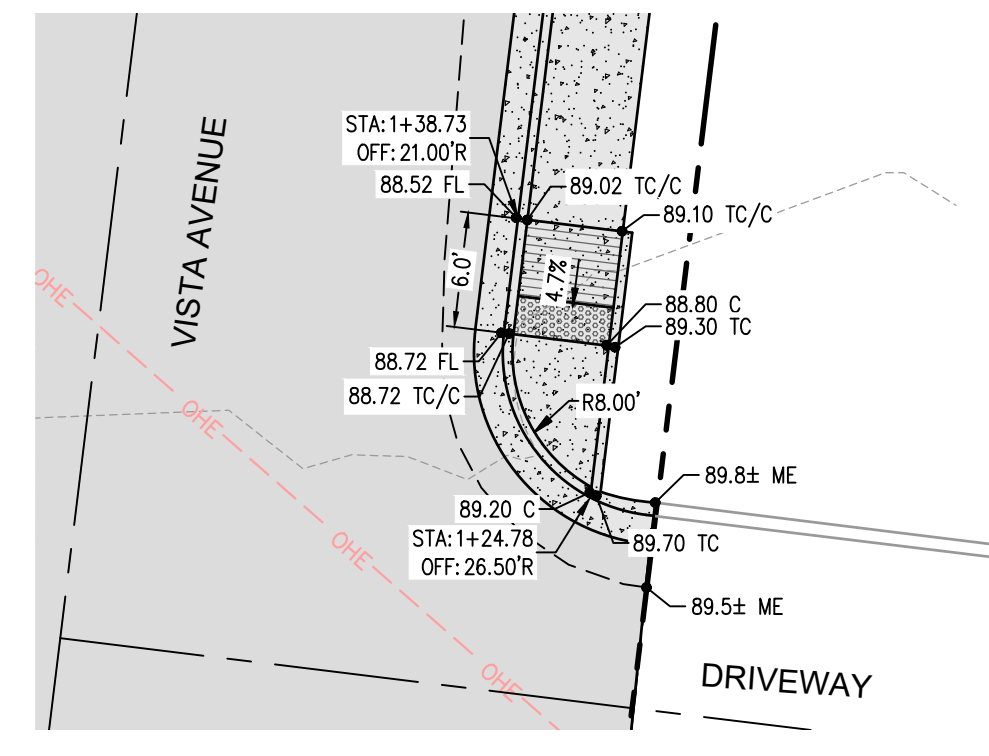 STA:1+38.73
OFF: 21.00'R
88.52 FL
89.02 TC/C
89.10 TC/C
VISTA AVENUE
6.0'
4.7%
OHE
88.80 C
89.30 TC
88.72 FL
88.72 TC/C
R8.00'
OHE
89.8± ME
89.20 C
STA:1+24.78
OFF: 26.50'R
89.70 TC
OHE
89.5± ME
OHE
DRIVEWAY